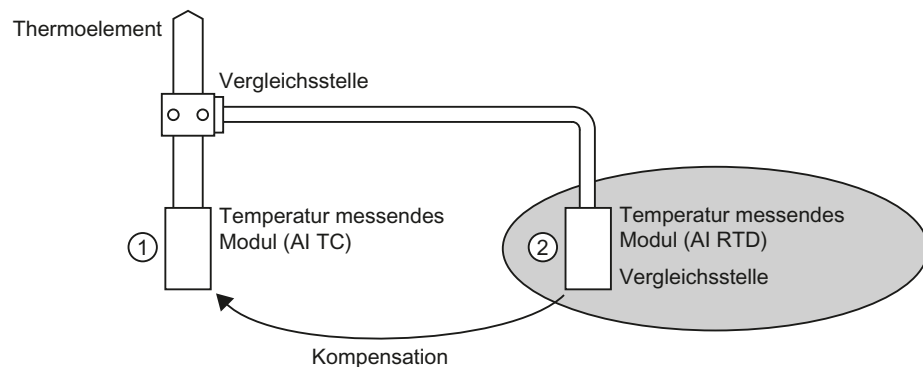 Thermoelement
Vergleichsstelle
Temperatur messendes
Modul (AI TC)
1
Temperatur messendes
Modul (AI RTD)
2
Vergleichsstelle
Kompensation